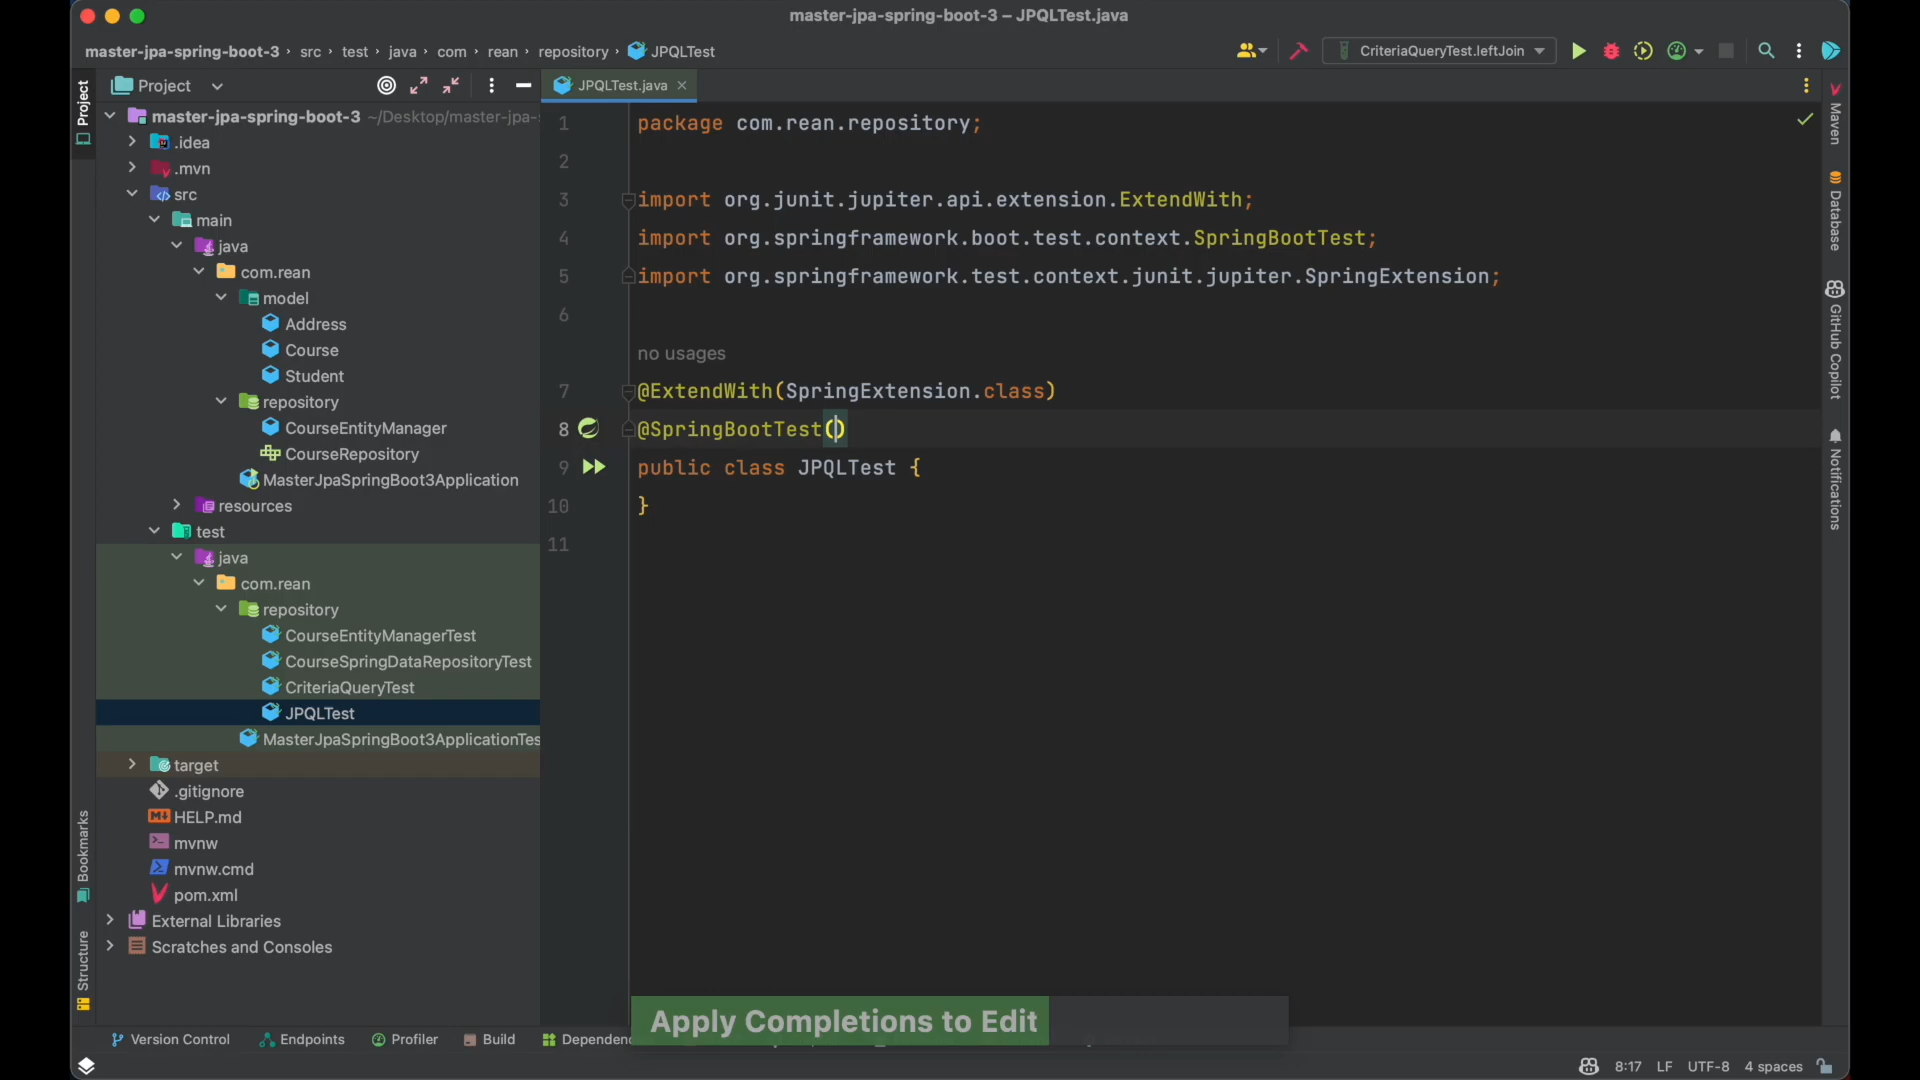 master-jpa-spring-boot-3 – JPQLTest.java
master-jpa-spring-boot-3 › src › test › java › com › rean › repository › JPQLTest
CriteriaQueryTest.leftJoin
Project
Project
JPQLTest.java
master-jpa-spring-boot-3 ~/Desktop/master-jpa-
.idea
.mvn
src
main
java
com.rean
model
Address
Course
Student
repository
CourseEntityManager
CourseRepository
MasterJpaSpringBoot3Application
resources
test
java
com.rean
repository
CourseEntityManagerTest
CourseSpringDataRepositoryTest
CriteriaQueryTest
JPQLTest
MasterJpaSpringBoot3ApplicationTes
target
.gitignore
HELP.md
mvnw
mvnw.cmd
pom.xml
External Libraries
Scratches and Consoles
Bookmarks
Structure
1 package com.rean.repository;
2
3 import org.junit.jupiter.api.extension.ExtendWith;
4 import org.springframework.boot.test.context.SpringBootTest;
5 import org.springframework.test.context.junit.jupiter.SpringExtension;
6
no usages
7 @ExtendWith(SpringExtension.class)
8 @SpringBootTest()
9 public class JPQLTest {
10 }
11
Maven
Database
GitHub Copilot
Notifications
Apply Completions to Edit
Version Control Endpoints Profiler Build Dependenc
8:17 LF UTF-8 4 spaces